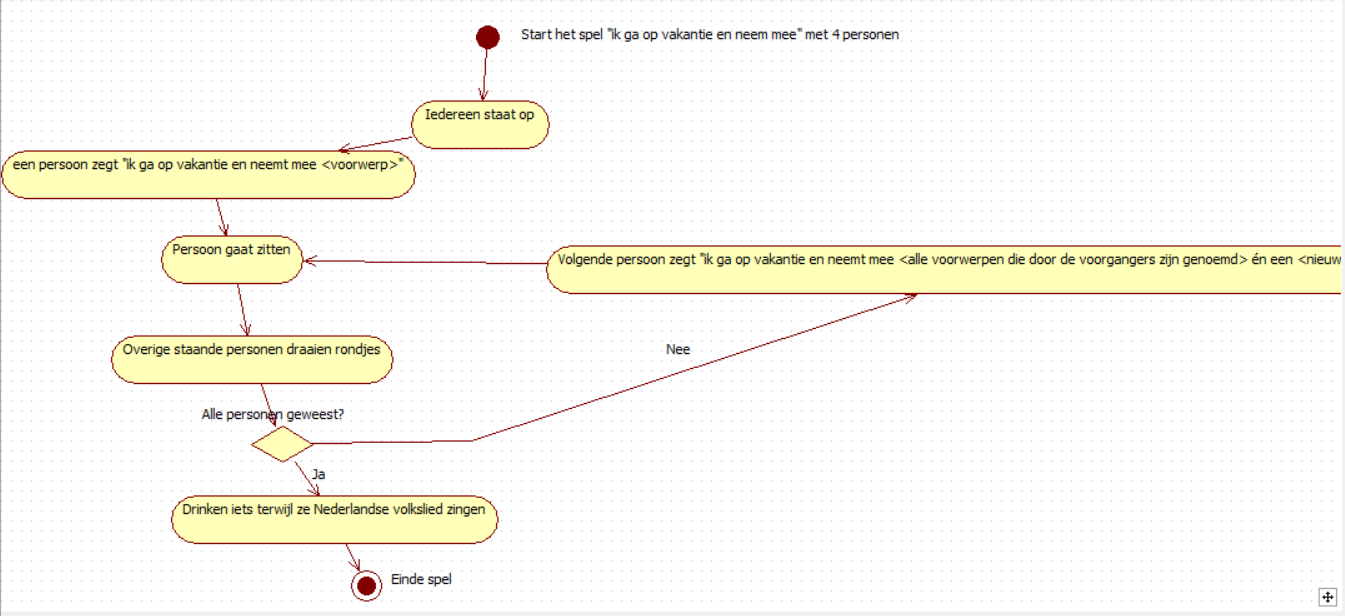 Start het spel "ik ga op vakantie en neem mee" met 4 personen
Iedereen staat op
een persoon zegt "ik ga op vakantie en neemt mee <voorwerp>"
Persoon gaat zitten
Volgende persoon zegt "ik ga op vakantie en neemt mee <alle voorwerpen die door de voorgangers zijn genoemd> én een <nieuw
Overige staande personen draaien rondjes
Nee
Alle personen geweest?
Ja
Drinken iets terwijl ze Nederlandse volkslied zingen
Einde spel